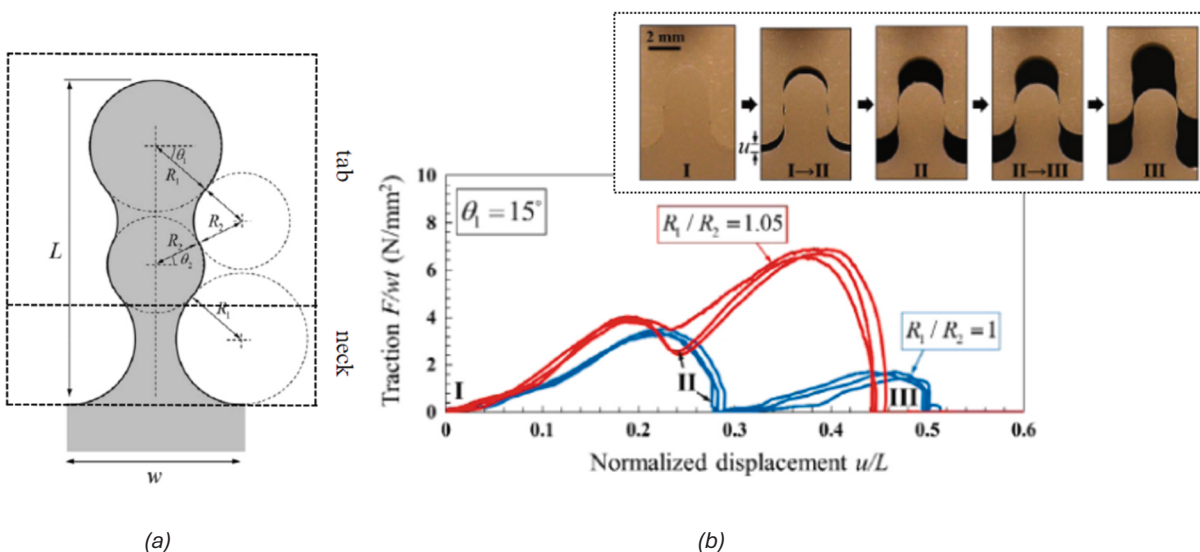 L
θ₁
R₁
R₂
R₂
θ₂
R₁
w
tab
neck
(a)
2 mm
u
I
I→II
II
II→III
III
Traction F/wt (N/mm²)
10
8
6
4
2
0
θ₁ = 15°
R₁ / R₂ = 1.05
R₁ / R₂ = 1
I
II
III
0
0.1
0.2
0.3
0.4
0.5
0.6
Normalized displacement u/L
(b)